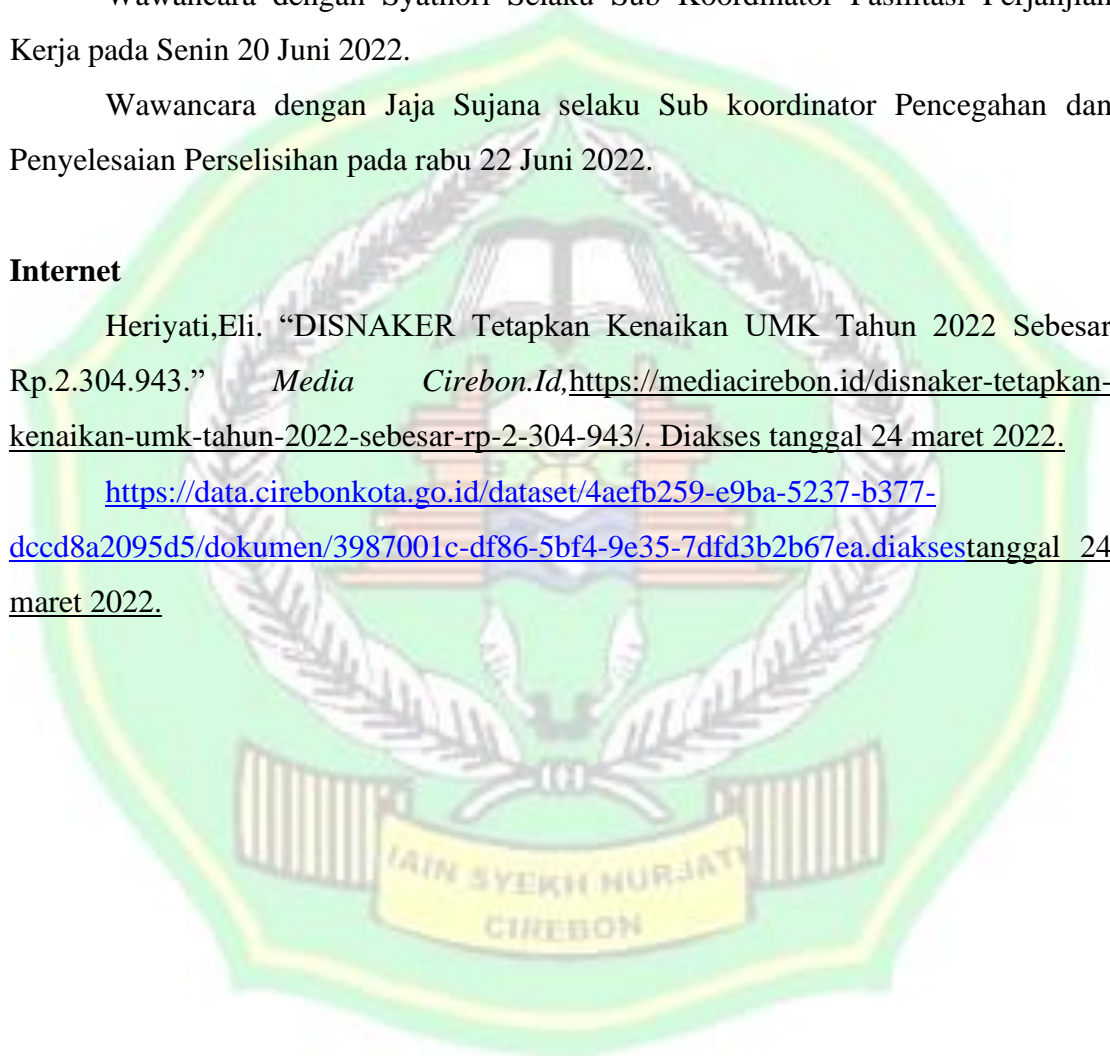 Wawancara dengan Syathori Selaku Sub Koordinator Fasilitasi Perjanjian
Kerja pada Senin 20 Juni 2022.
Wawancara dengan Jaja Sujana selaku Sub koordinator Pencegahan dan
Penyelesaian Perselisihan pada rabu 22 Juni 2022.
Internet
Heriyati,Eli. “DISNAKER Tetapkan Kenaikan UMK Tahun 2022 Sebesar
Rp.2.304.943.” Media Cirebon.Id,https://mediacirebon.id/disnaker-tetapkan-
kenaikan-umk-tahun-2022-sebesar-rp-2-304-943/. Diakses tanggal 24 maret 2022.
https://data.cirebonkota.go.id/dataset/4aefb259-e9ba-5237-b377-
dccd8a2095d5/dokumen/3987001c-df86-5bf4-9e35-7dfd3b2b67ea.diaksestanggal 24
maret 2022.
IAIN SYEKH NURJATI
CIREBON